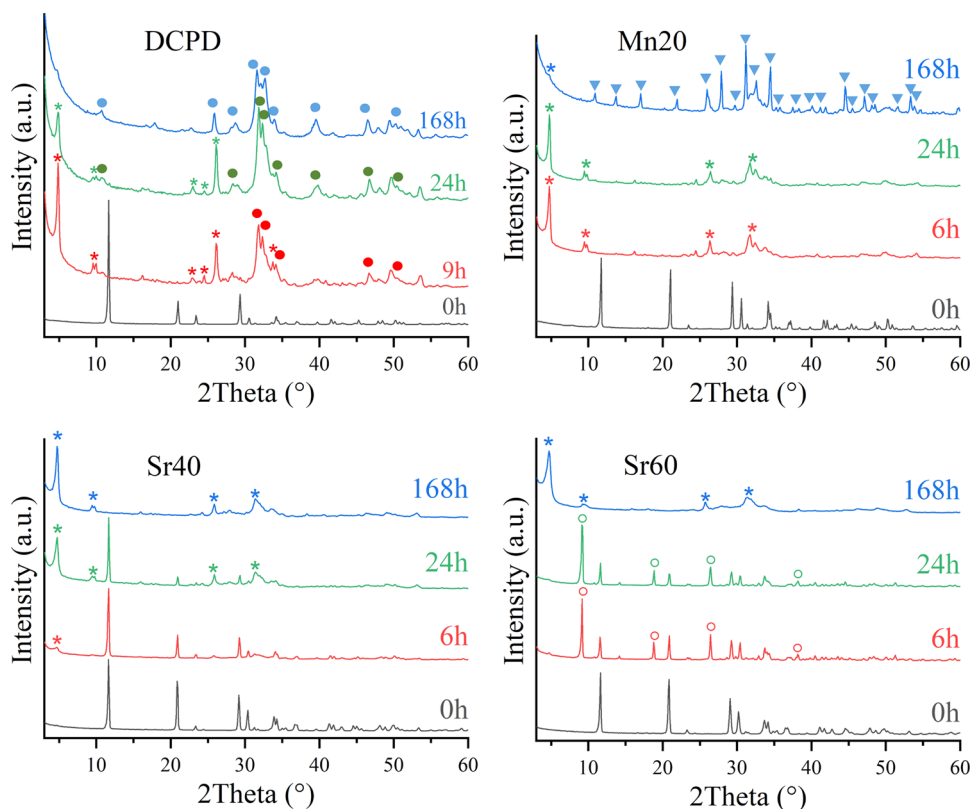 DCPD
168h
24h
9h
0h
Intensity (a.u.)
10 20 30 40 50 60
2Theta (°)
Mn20
168h
24h
6h
0h
Intensity (a.u.)
10 20 30 40 50 60
2Theta (°)
Sr40
168h
24h
6h
0h
Intensity (a.u.)
10 20 30 40 50 60
2Theta (°)
Sr60
168h
24h
6h
0h
Intensity (a.u.)
10 20 30 40 50 60
2Theta (°)